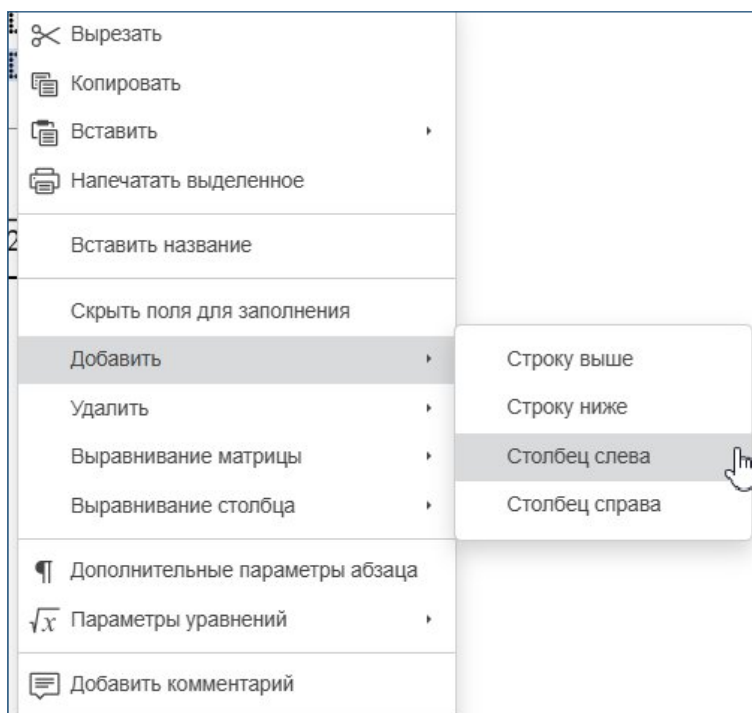 Вырезать
Копировать
Вставить
Напечатать выделенное
2
Вставить название
Скрыть поля для заполнения
Добавить
Удалить
Выравнивание матрицы
Выравнивание столбца
Дополнительные параметры абзаца
√x Параметры уравнений
Добавить комментарий
Строку выше
Строку ниже
Столбец слева
Столбец справа